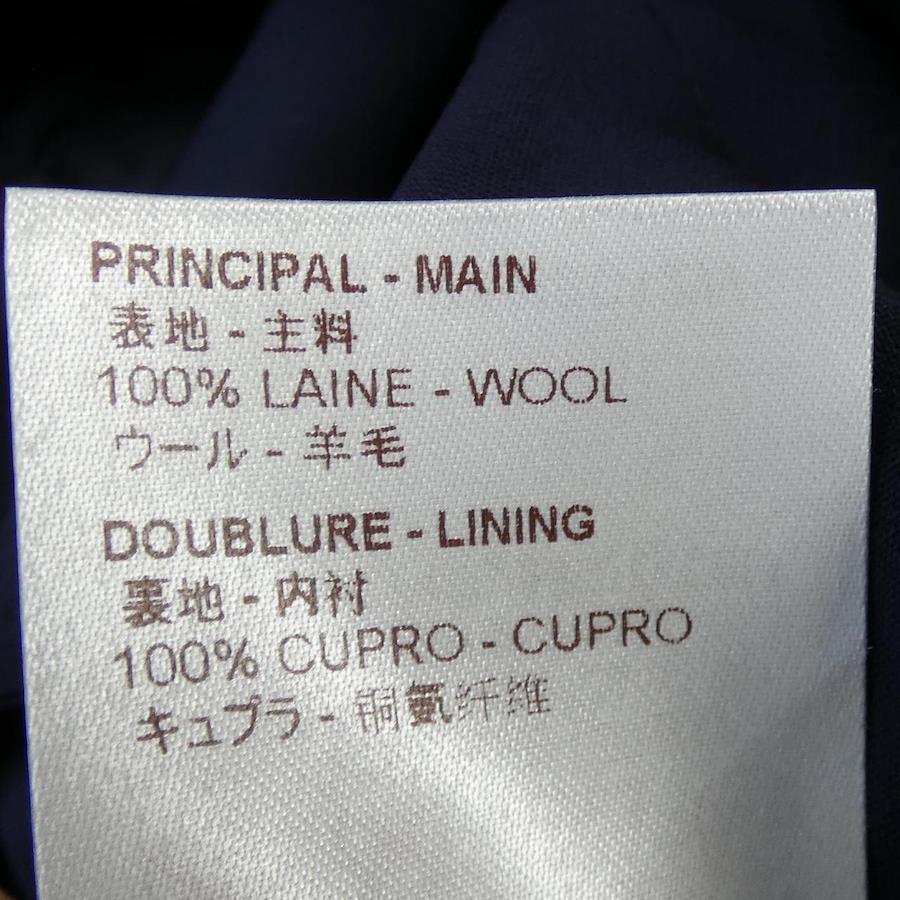 PRINCIPAL - MAIN
表地 - 主料
100% LAINE - WOOL
ウール - 羊毛
DOUBLURE - LINING
裏地 - 内衬
100% CUPRO - CUPRO
キュプラ - 铜氨纤维